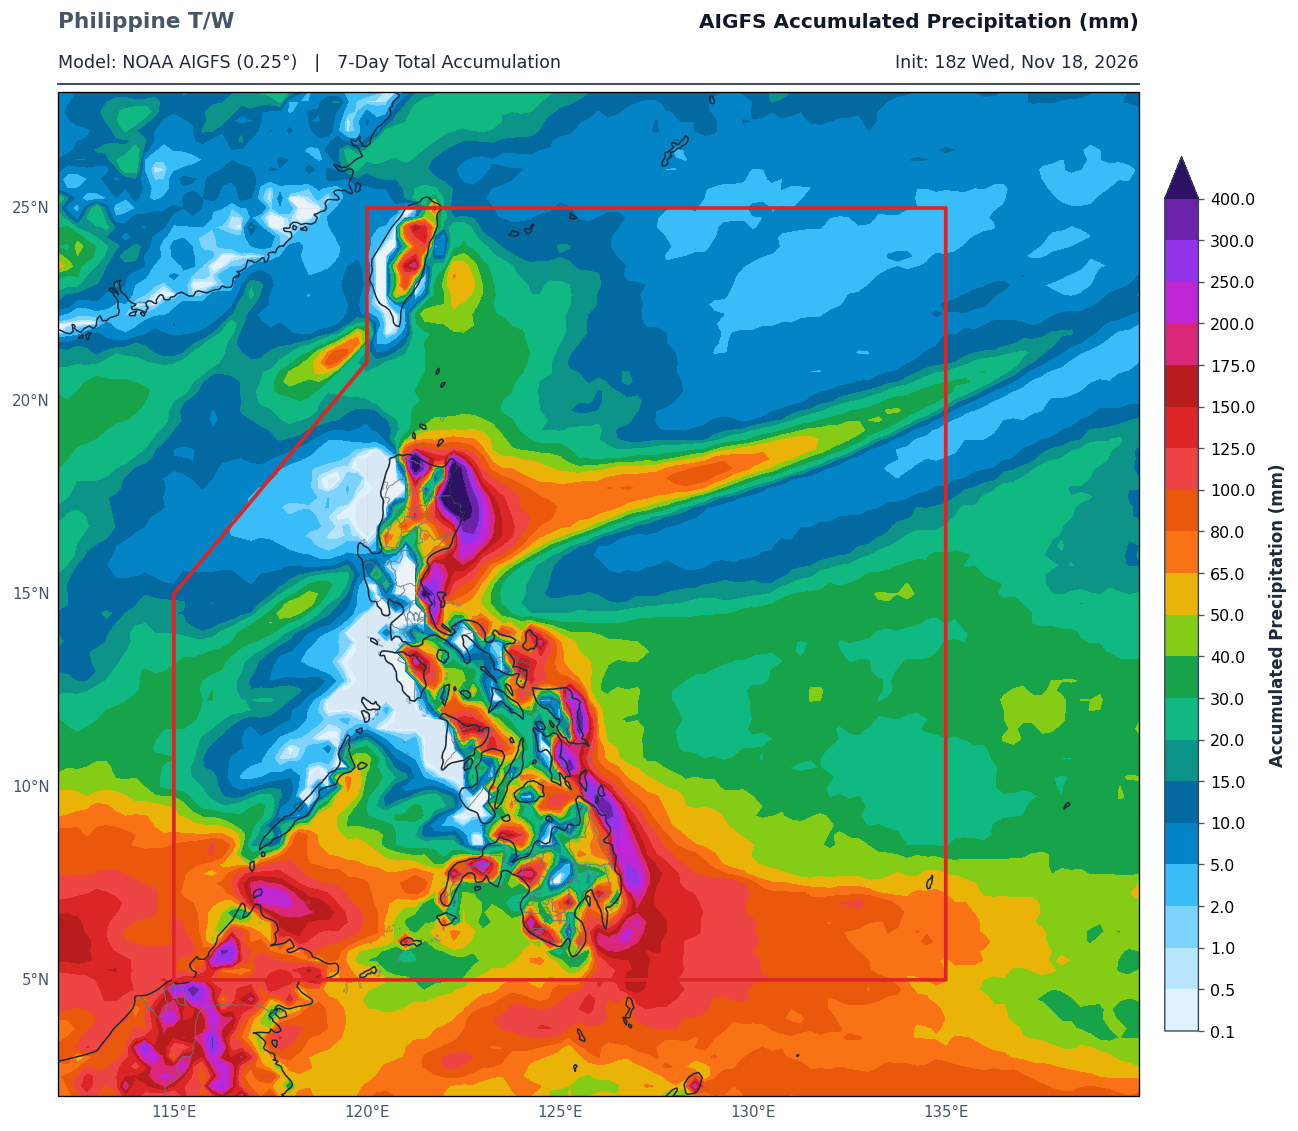 Philippine T/W
AIGFS Accumulated Precipitation (mm)
Model: NOAA AIGFS (0.25°)   |   7-Day Total Accumulation
Init: 18z Wed, Nov 18, 2026
25°N
20°N
15°N
10°N
5°N
115°E
120°E
125°E
130°E
135°E
400.0
300.0
250.0
200.0
175.0
150.0
125.0
100.0
80.0
65.0
50.0
40.0
30.0
20.0
15.0
10.0
5.0
2.0
1.0
0.5
0.1
Accumulated Precipitation (mm)